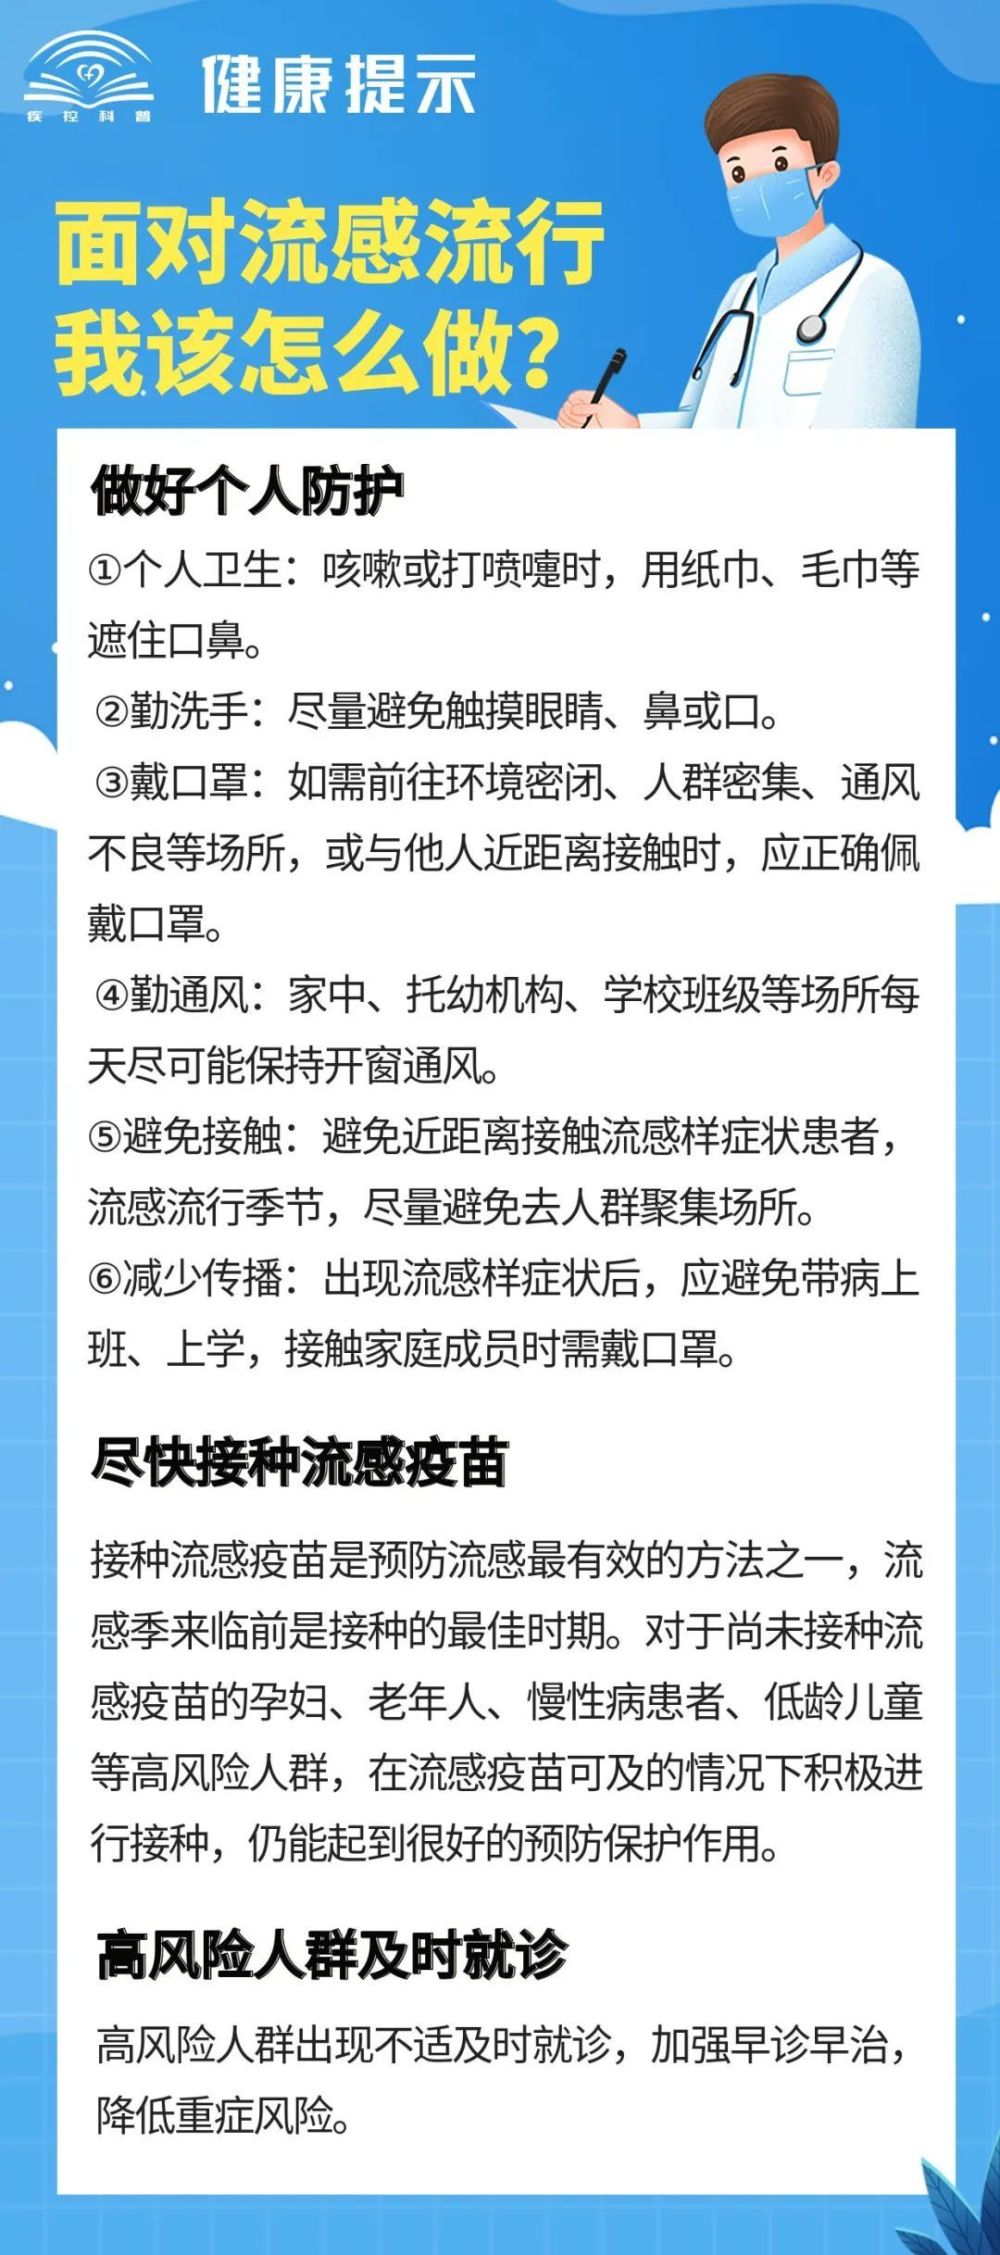 疾控科普
健康提示
面对流感流行
我该怎么做?
做好个人防护
①个人卫生：咳嗽或打喷嚏时，用纸巾、毛巾等
遮住口鼻。
②勤洗手：尽量避免触摸眼睛、鼻或口。
③戴口罩：如需前往环境密闭、人群密集、通风
不良等场所，或与他人近距离接触时，应正确佩
戴口罩。
④勤通风：家中、托幼机构、学校班级等场所每
天尽可能保持开窗通风。
⑤避免接触：避免近距离接触流感样症状患者，
流感流行季节，尽量避免去人群聚集场所。
⑥减少传播：出现流感样症状后，应避免带病上
班、上学，接触家庭成员时需戴口罩。
尽快接种流感疫苗
接种流感疫苗是预防流感最有效的方法之一，流
感季来临前是接种的最佳时期。对于尚未接种流
感疫苗的孕妇、老年人、慢性病患者、低龄儿童
等高风险人群，在流感疫苗可及的情况下积极进
行接种，仍能起到很好的预防保护作用。
高风险人群及时就诊
高风险人群出现不适及时就诊，加强早诊早治，
降低重症风险。